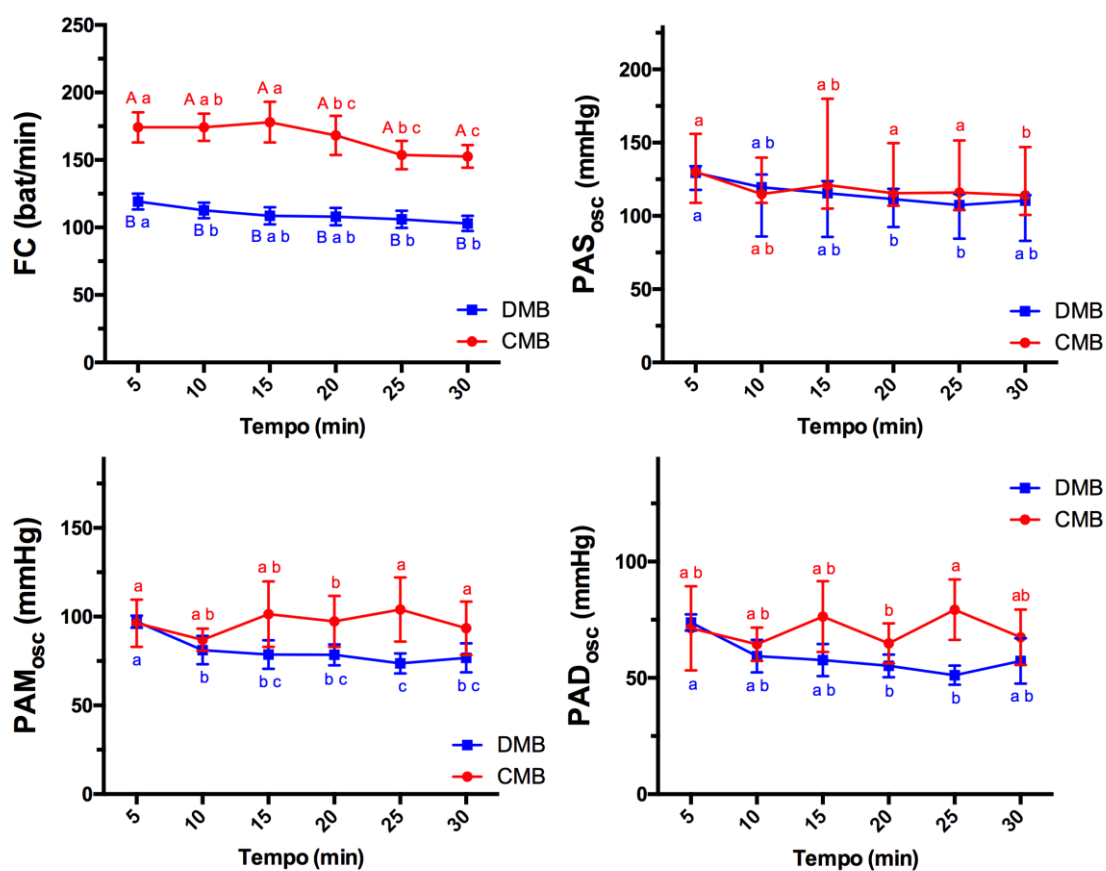 FC (bat/min)
250
200
150
100
50
0
A a
A a b
A a
A b c
A b c
A c
B a
B b
B a b
B a b
B b
B b
DMB
CMB
5
10
15
20
25
30
Tempo (min)
PASosc (mmHg)
200
150
100
50
0
a
a b
a b
a
a
b
a
a b
a b
b
b
a b
DMB
CMB
5
10
15
20
25
30
Tempo (min)
PAMosc (mmHg)
150
100
50
0
a
a b
a b
b
a
a
a
b
b c
b c
c
b c
DMB
CMB
5
10
15
20
25
30
Tempo (min)
PADosc (mmHg)
100
50
0
DMB
CMB
a b
a b
a b
b
a
ab
a
a b
a b
b
b
a b
5
10
15
20
25
30
Tempo (min)